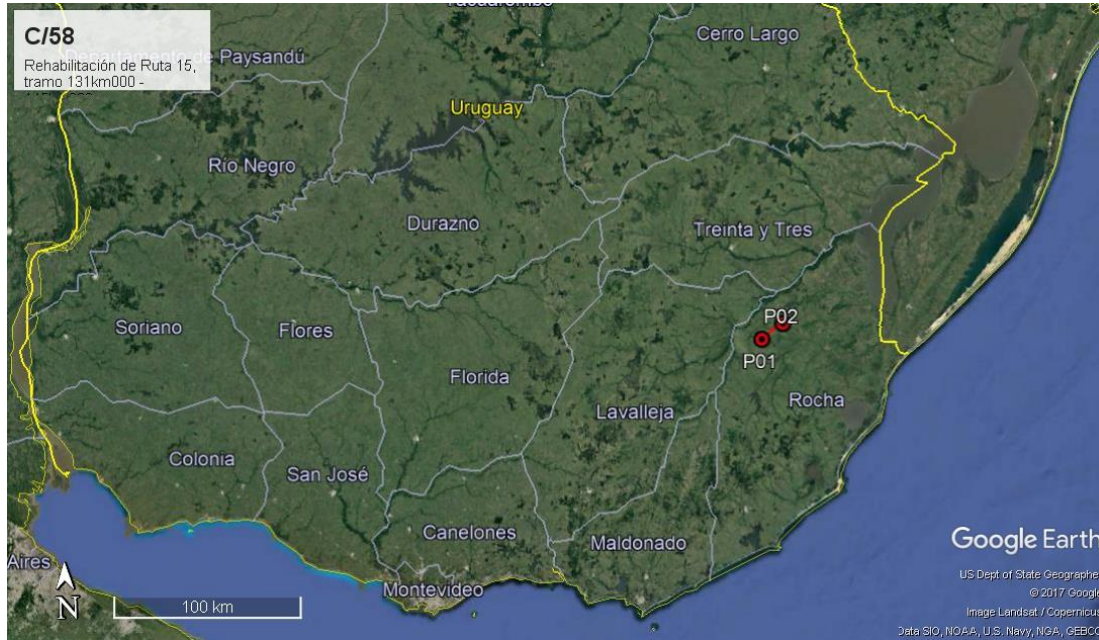 C/58
Rehabilitación de Ruta 15,
tramo 131km000 -
Departamento de Paysandú
Cerro Largo
Uruguay
Río Negro
Durazno
Treinta y Tres
Soriano
Flores
P02
P01
Florida
Lavalleja
Rocha
Colonia
San José
Canelones
Maldonado
Montevideo
Aires
N
100 km
Google Earth
US Dept of State Geographer
© 2017 Google
Image Landsat / Copernicus
Data SIO, NOAA, U.S. Navy, NGA, GEBCO